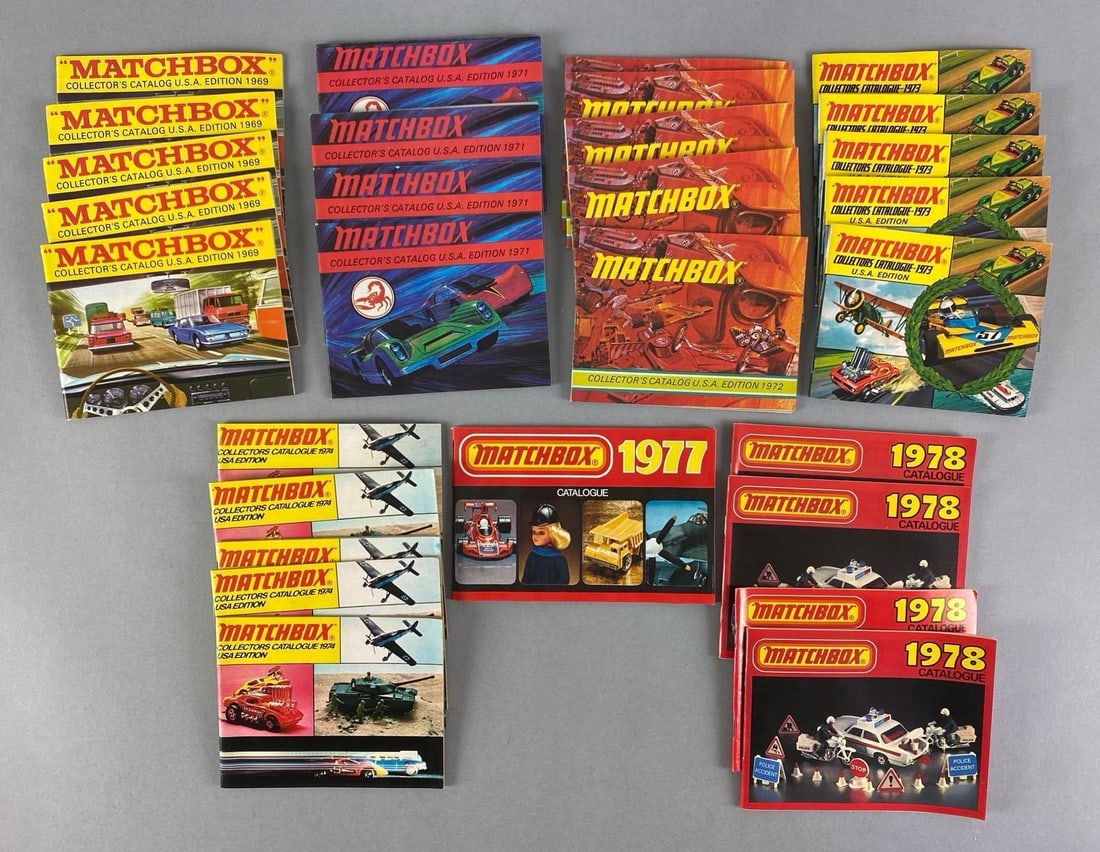 "MATCHBOX"®
COLLECTOR'S CATALOG U.S.A. EDITION 1969
"MATCHBOX"®
COLLECTOR'S CATALOG U.S.A. EDITION 1969
"MATCHBOX"®
COLLECTOR'S CATALOG U.S.A. EDITION 1969
"MATCHBOX"®
COLLECTOR'S CATALOG U.S.A. EDITION 1969
"MATCHBOX"®
COLLECTOR'S CATALOG U.S.A. EDITION 1969
MATCHBOX
COLLECTOR'S CATALOG U.S.A. EDITION 1971
MATCHBOX
COLLECTOR'S CATALOG U.S.A. EDITION 1971
MATCHBOX
COLLECTOR'S CATALOG U.S.A. EDITION 1971
MATCHBOX
COLLECTOR'S CATALOG U.S.A. EDITION 1971
MATCHBOX
MATCHBOX
MATCHBOX
MATCHBOX
COLLECTOR'S CATALOG U.S.A. EDITION 1972
MATCHBOX
COLLECTORS CATALOGUE-1973
MATCHBOX
COLLECTORS CATALOGUE-1973
MATCHBOX
COLLECTORS CATALOGUE-1973
MATCHBOX
COLLECTORS CATALOGUE-1973
U.S.A. EDITION
MATCHBOX
COLLECTORS CATALOGUE-1973
U.S.A. EDITION
MATCHBOX
MATCHBOX
MATCHBOX
COLLECTORS CATALOGUE 1974
USA EDITION
MATCHBOX
COLLECTORS CATALOGUE 1974
USA EDITION
MATCHBOX
MATCHBOX
COLLECTORS CATALOGUE 1974
USA EDITION
MATCHBOX
COLLECTORS CATALOGUE 1974
USA EDITION
MATCHBOX® 1977
CATALOGUE
MATCHBOX 1978
CATALOGUE
MATCHBOX 1978
CATALOGUE
MATCHBOX 1978
CATALOGUE
MATCHBOX 1978
CATALOGUE
POLICE
ACCIDENT
STOP
POLICE
ACCIDENT